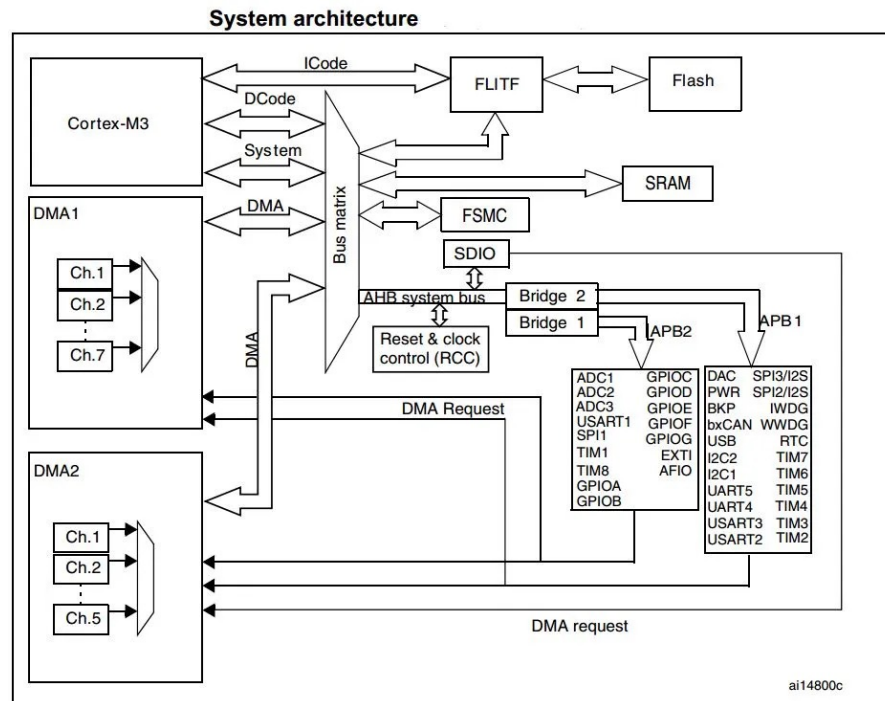 System architecture
ICode
Cortex-M3
FLITF
Flash
DCode
System
SRAM
DMA1
DMA
Bus matrix
FSMC
SDIO
Ch.1
Ch.2
Ch.7
AHB system bus
Bridge 2
Bridge 1
APB2
APB1
Reset & clock
control (RCC)
DMA
DMA Request
ADC1 GPIOC
ADC2 GPIOD
ADC3 GPIOE
USART1 GPIOF
SPI1 GPIOG
TIM1 EXTI
TIM8 AFIO
GPIOA
GPIOB
DAC SPI3/I2S
PWR SPI2/I2S
BKP IWDG
bxCAN WWDG
USB RTC
I2C2 TIM7
I2C1 TIM6
UART5 TIM5
UART4 TIM4
USART3 TIM3
USART2 TIM2
DMA2
Ch.1
Ch.2
Ch.5
DMA request
ai14800c